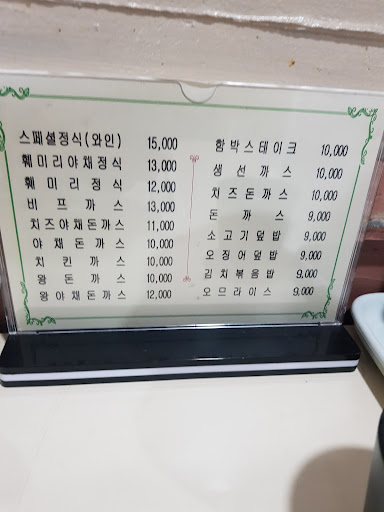 스페셜정식(와인) 15,000
훼미리야채정식 13,000
훼미리정식 12,000
비프까스 13,000
치즈야채돈까스 11,000
야채돈까스 10,000
치킨까스 10,000
왕돈까스 10,000
왕야채돈까스 12,000
함박스테이크 10,000
생선까스 10,000
치즈돈까스 10,000
돈까스 9,000
소고기덮밥 9,000
오징어덮밥 9,000
김치볶음밥 9,000
오므라이스 9,000